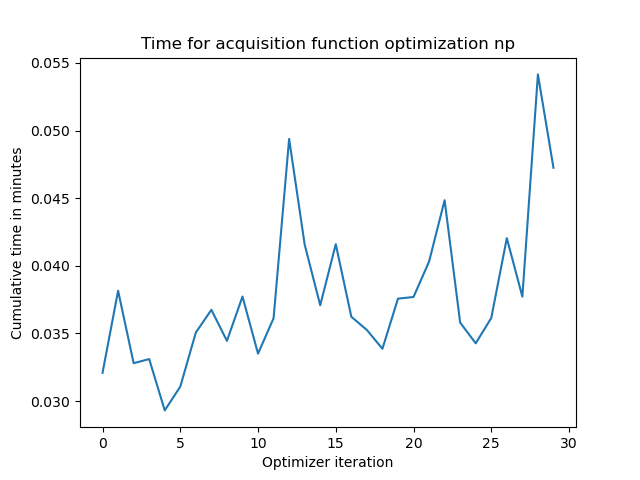 Time for acquisition function optimization np
0.055
0.050
0.045
0.040
0.035
0.030
Cumulative time in minutes
0 5 10 15 20 25 30
Optimizer iteration